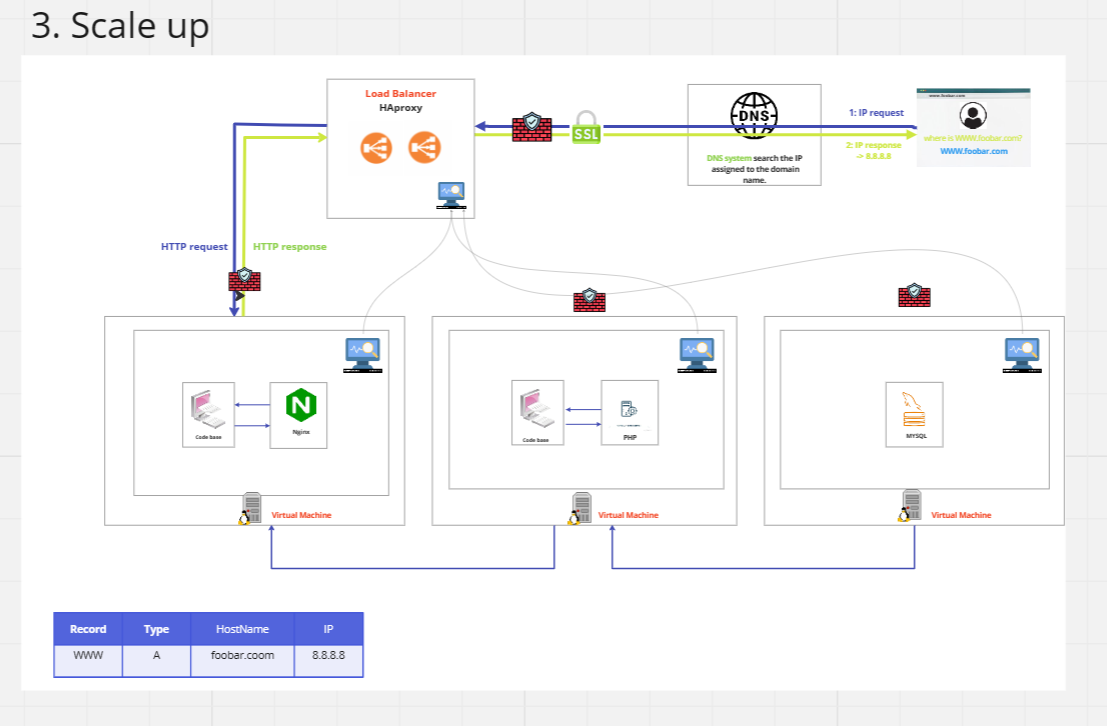 3. Scale up
Load Balancer
HAproxy
SSL
DNS
DNS system search the IP
assigned to the domain
name.
1: IP request
2: IP response
-> 8.8.8.8
www.foobar.com
where is WWW.foobar.com?
WWW.foobar.com
HTTP request
HTTP response
Code base
N
Nginx
Virtual Machine
Code base
PHP
Virtual Machine
MYSQL
Virtual Machine
Record Type HostName IP
WWW A foobar.coom 8.8.8.8